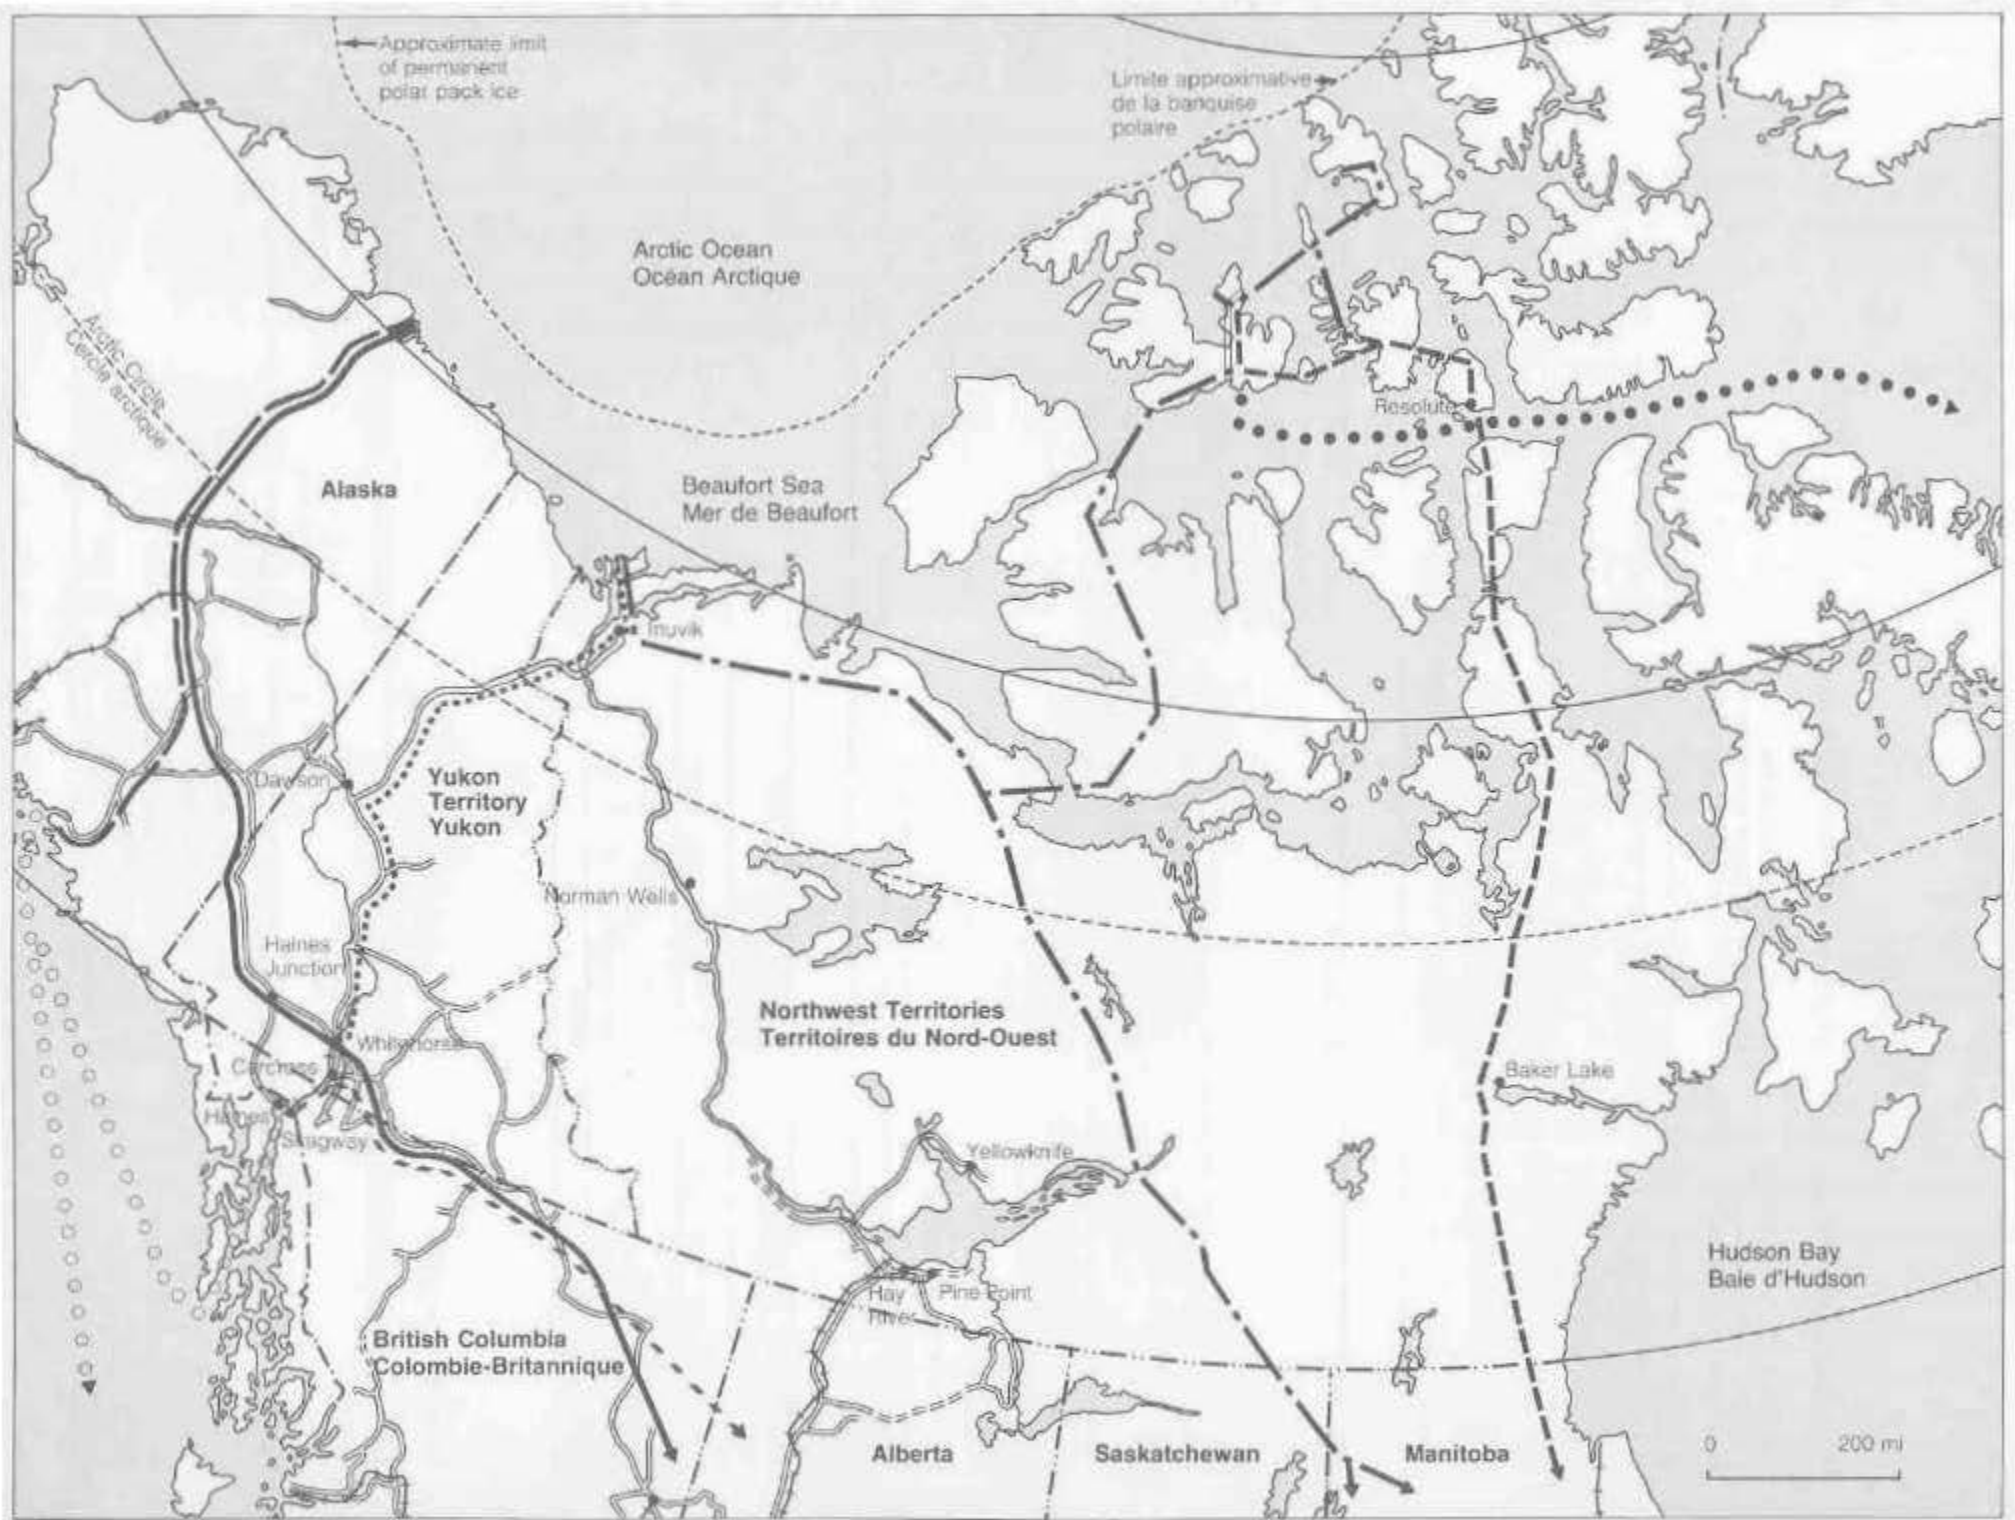 Approximate limit
of permanent
polar pack ice
Limite approximative
de la banquise
polaire
Arctic Ocean
Océan Arctique
Arctic Circle
Cercle arctique
Resolute
Alaska
Beaufort Sea
Mer de Beaufort
Inuvik
Dawson
Yukon
Territory
Yukon
Norman Wells
Haines
Junction
Northwest Territories
Territoires du Nord-Ouest
Whitehorse
Carcross
Baker Lake
Haines
Skagway
Yellowknife
Hudson Bay
Baie d'Hudson
Hay
River
Pine Point
British Columbia
Colombie-Britannique
Alberta
Saskatchewan
Manitoba
0 200 mi